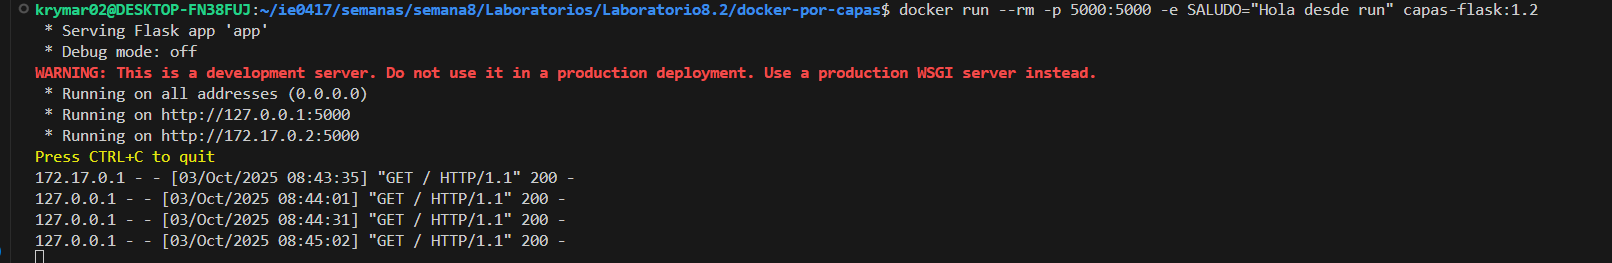 krymar02@DESKTOP-FN38FUJ:~/ie0417/semanas/semana8/Laboratorios/Laboratorio8.2/docker-por-capas$ docker run --rm -p 5000:5000 -e SALUDO="Hola desde run" capas-flask:1.2
 * Serving Flask app 'app'
 * Debug mode: off
WARNING: This is a development server. Do not use it in a production deployment. Use a production WSGI server instead.
 * Running on all addresses (0.0.0.0)
 * Running on http://127.0.0.1:5000
 * Running on http://172.17.0.2:5000
Press CTRL+C to quit
172.17.0.1 - - [03/Oct/2025 08:43:35] "GET / HTTP/1.1" 200 -
127.0.0.1 - - [03/Oct/2025 08:44:01] "GET / HTTP/1.1" 200 -
127.0.0.1 - - [03/Oct/2025 08:44:31] "GET / HTTP/1.1" 200 -
127.0.0.1 - - [03/Oct/2025 08:45:02] "GET / HTTP/1.1" 200 -